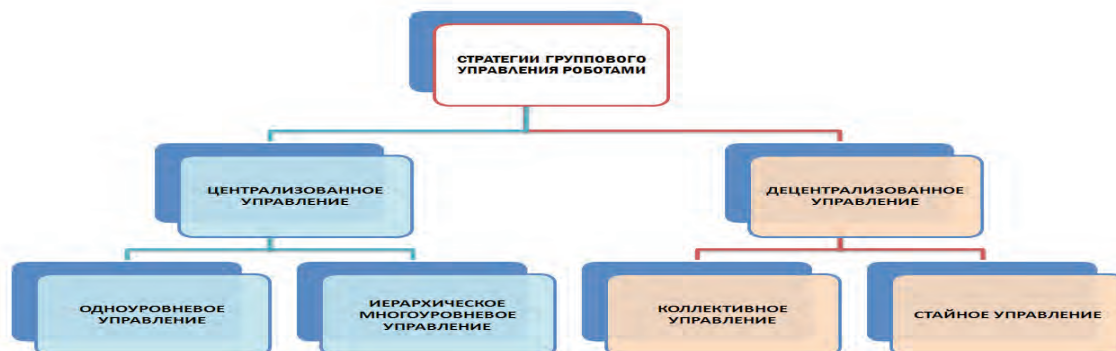 СТРАТЕГИИ ГРУППОВОГО
УПРАВЛЕНИЯ РОБОТАМИ
ЦЕНТРАЛИЗОВАННОЕ
УПРАВЛЕНИЕ
ДЕЦЕНТРАЛИЗОВАННОЕ
УПРАВЛЕНИЕ
ОДНОУРОВНЕВОЕ
УПРАВЛЕНИЕ
ИЕРАРХИЧЕСКОЕ
МНОГОУРОВНЕВОЕ
УПРАВЛЕНИЕ
КОЛЛЕКТИВНОЕ
УПРАВЛЕНИЕ
СТАЙНОЕ УПРАВЛЕНИЕ